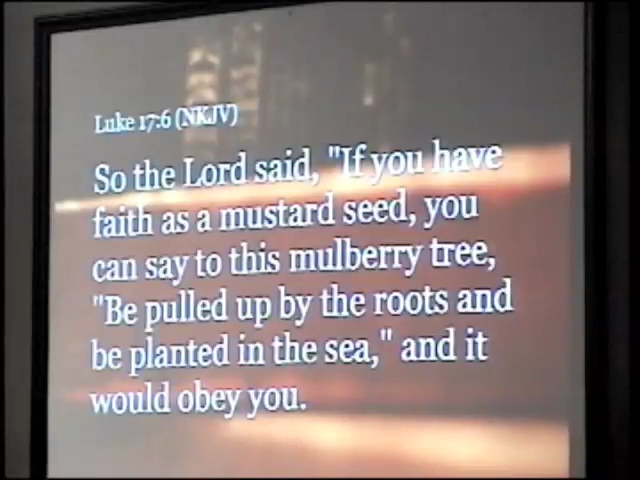 Luke 17:6 (NKJV)
So the Lord said, "If you have
faith as a mustard seed, you
can say to this mulberry tree,
"Be pulled up by the roots and
be planted in the sea," and it
would obey you.